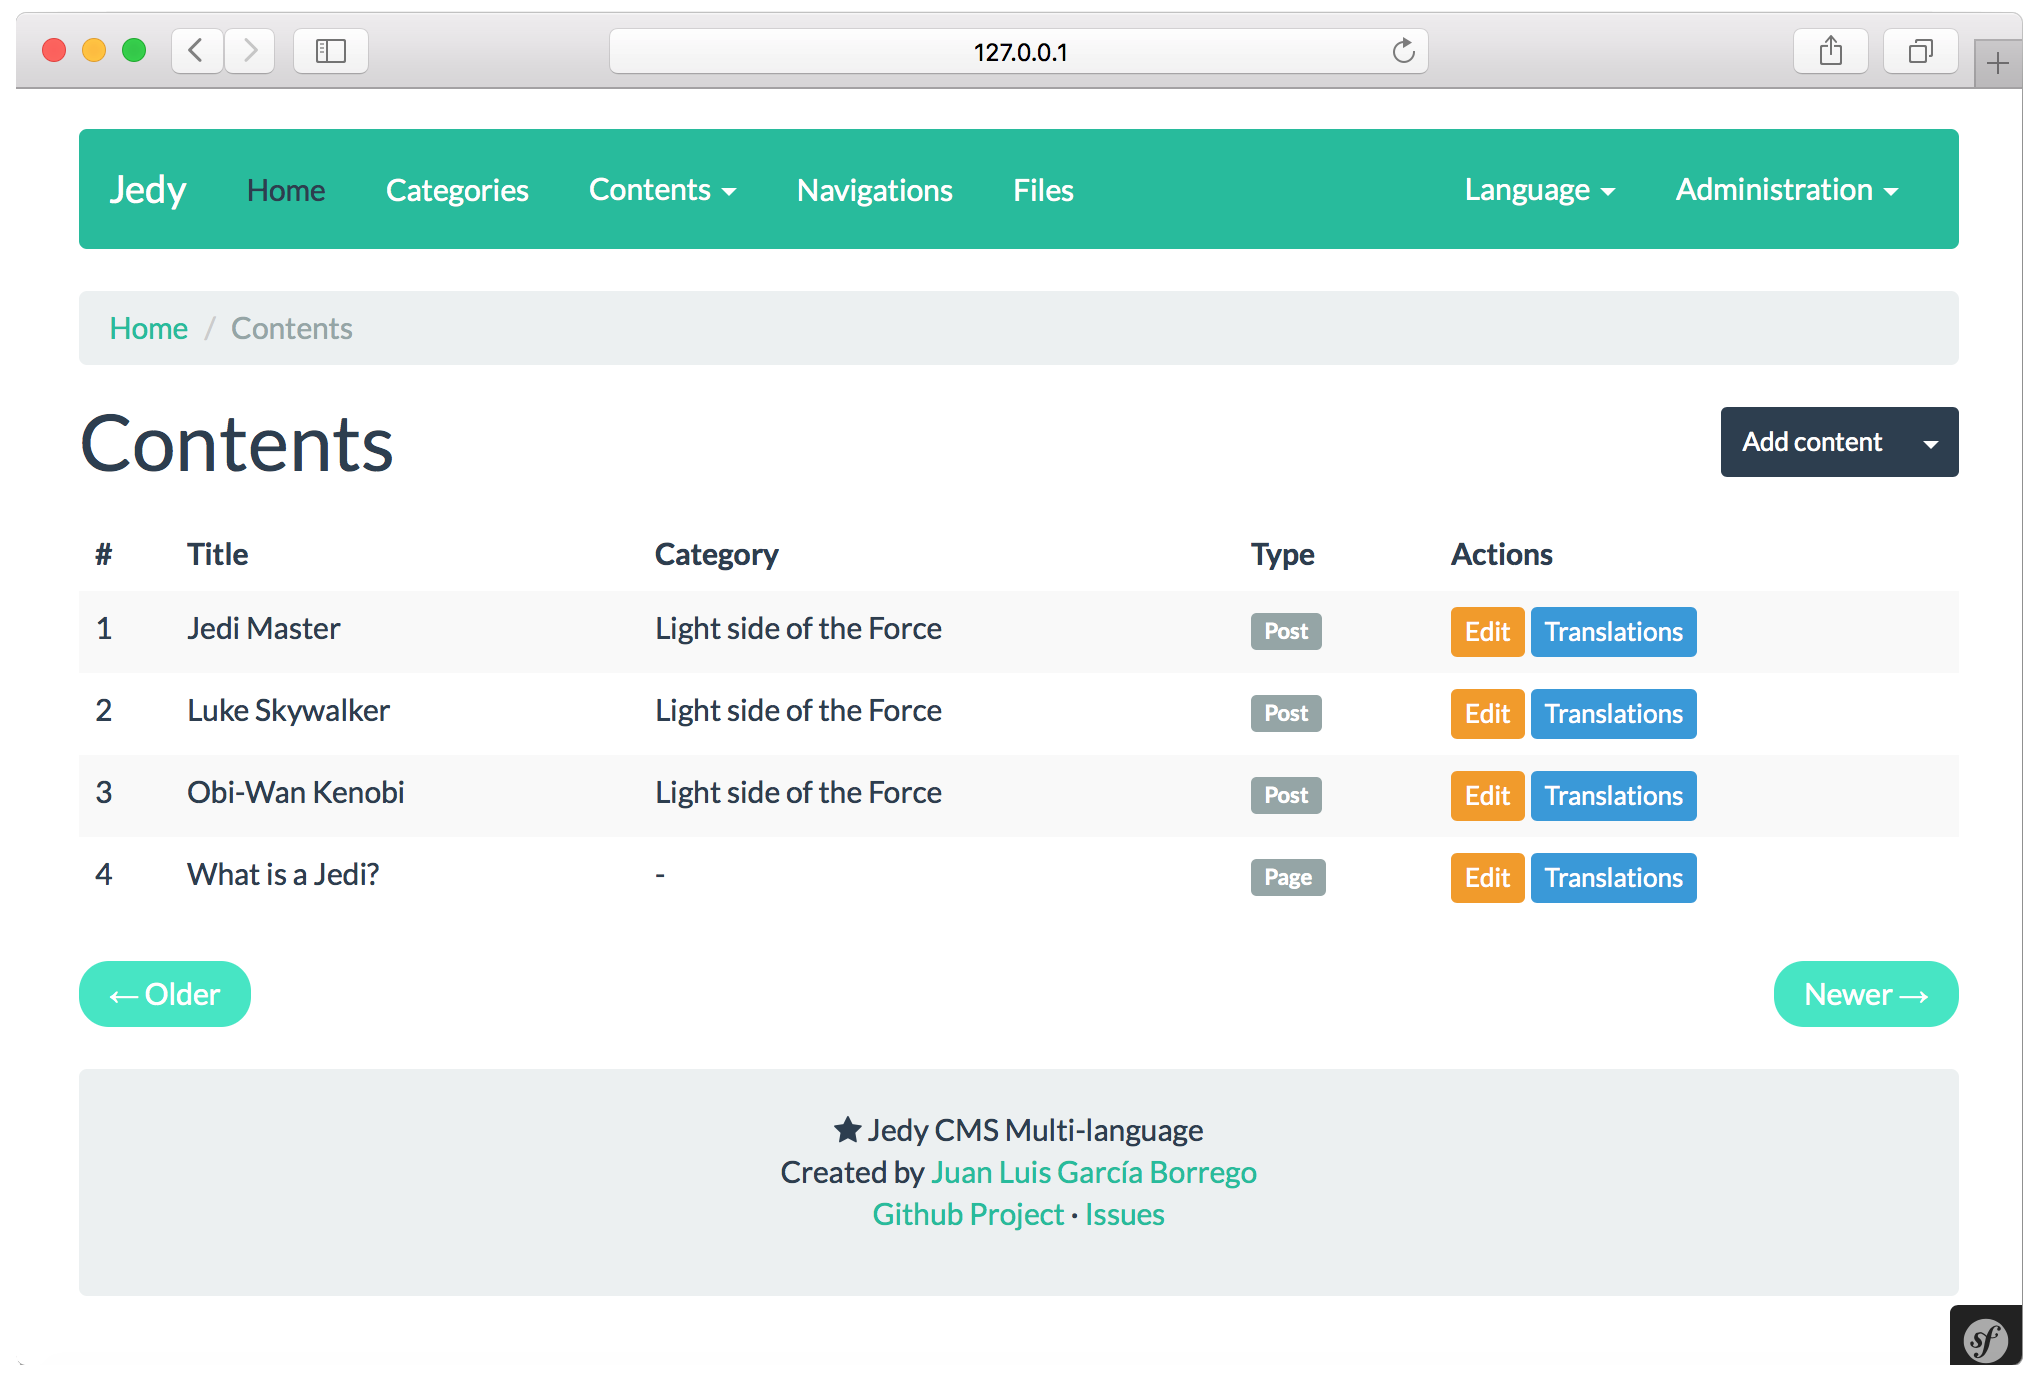 127.0.0.1
Jedy Home Categories Contents Navigations Files Language Administration
Home / Contents
Contents
Add content
# Title Category Type Actions
1 Jedi Master Light side of the Force Post Edit Translations
2 Luke Skywalker Light side of the Force Post Edit Translations
3 Obi-Wan Kenobi Light side of the Force Post Edit Translations
4 What is a Jedi? - Page Edit Translations
← Older Newer →
★ Jedy CMS Multi-language
Created by Juan Luis García Borrego
Github Project · Issues
sf